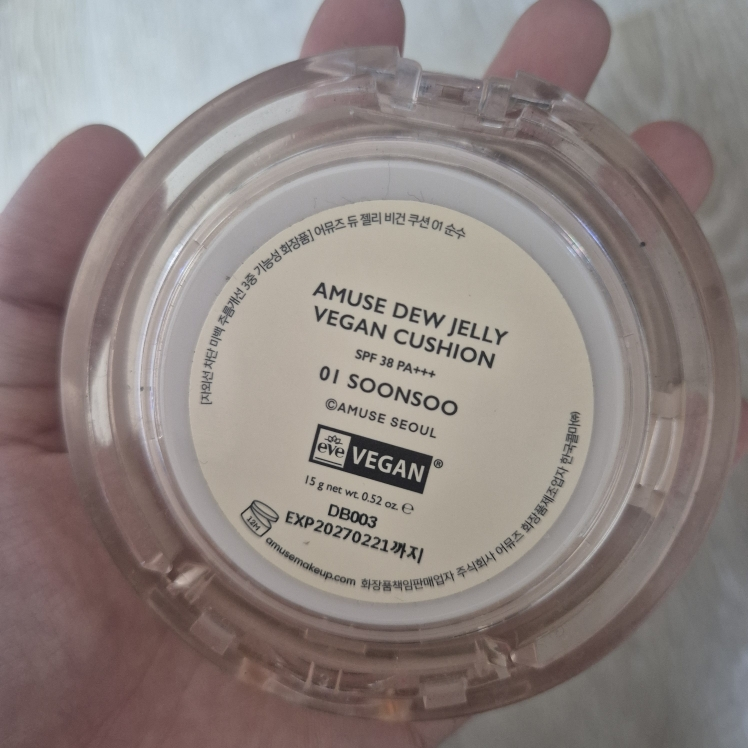 [자외선 차단 미백 주름개선 3중 기능성 화장품] 어뮤즈 듀 젤리 비건 쿠션 01 순수
AMUSE DEW JELLY
VEGAN CUSHION
SPF 38 PA+++
01 SOONSOO
©AMUSE SEOUL
eve VEGAN®
15 g net wt. 0.52 oz. ℮
DB003
EXP20270221까지
12M
amusemakeup.com 화장품책임판매업자 주식회사 어뮤즈 화장품제조업자 한국콜마㈜